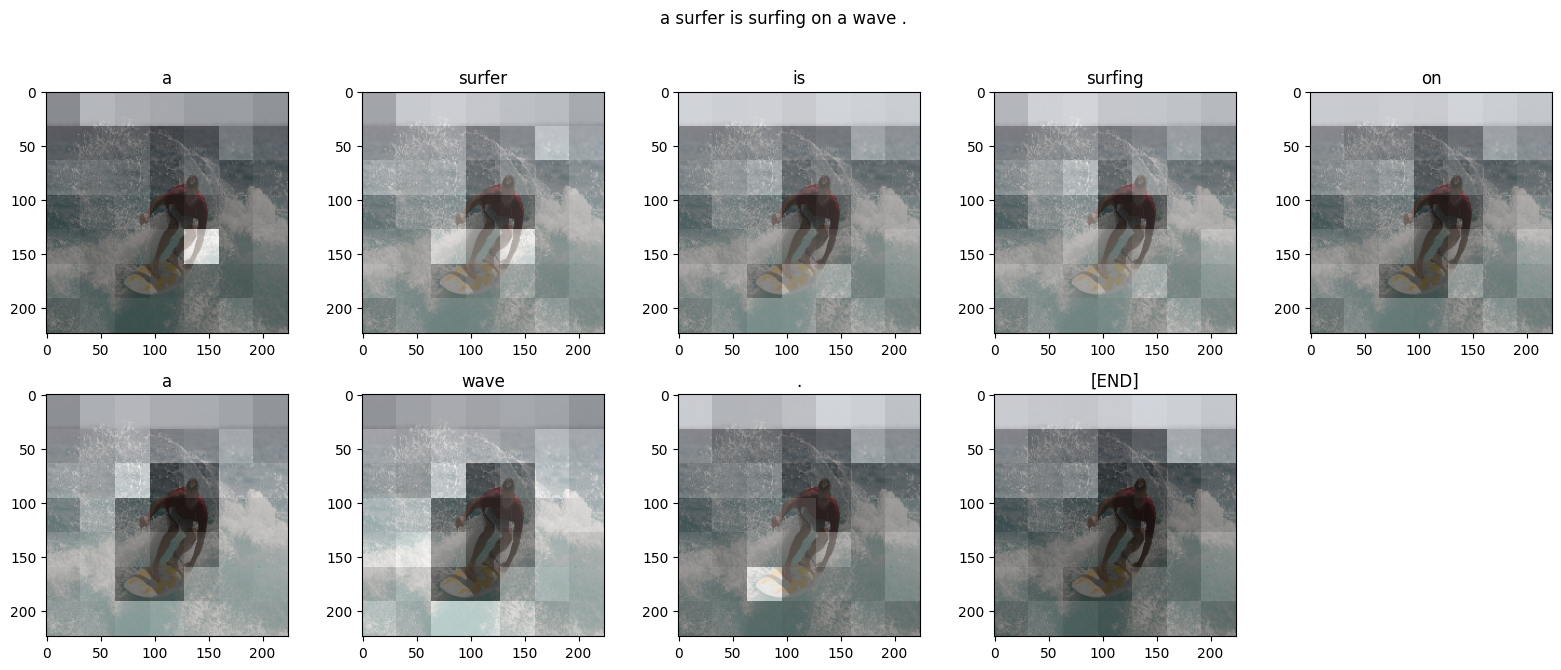 a surfer is surfing on a wave .
a surfer is surfing on
0 0 0 0 0
50 50 50 50 50
100 100 100 100 100
150 150 150 150 150
200 200 200 200 200
0 50 100 150 200 0 50 100 150 200 0 50 100 150 200 0 50 100 150 200 0 50 100 150 200
a wave . [END]
0 0 0 0
50 50 50 50
100 100 100 100
150 150 150 150
200 200 200 200
0 50 100 150 200 0 50 100 150 200 0 50 100 150 200 0 50 100 150 200